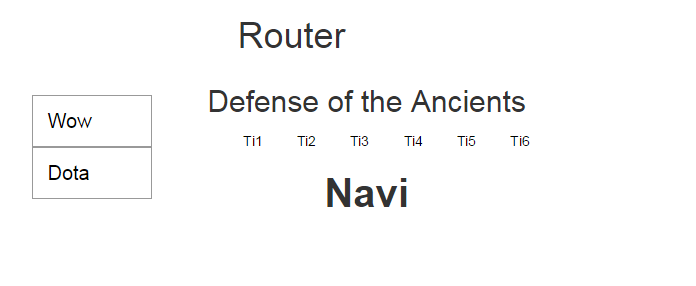 Router
Wow
Dota
Defense of the Ancients
Ti1 Ti2 Ti3 Ti4 Ti5 Ti6
Navi